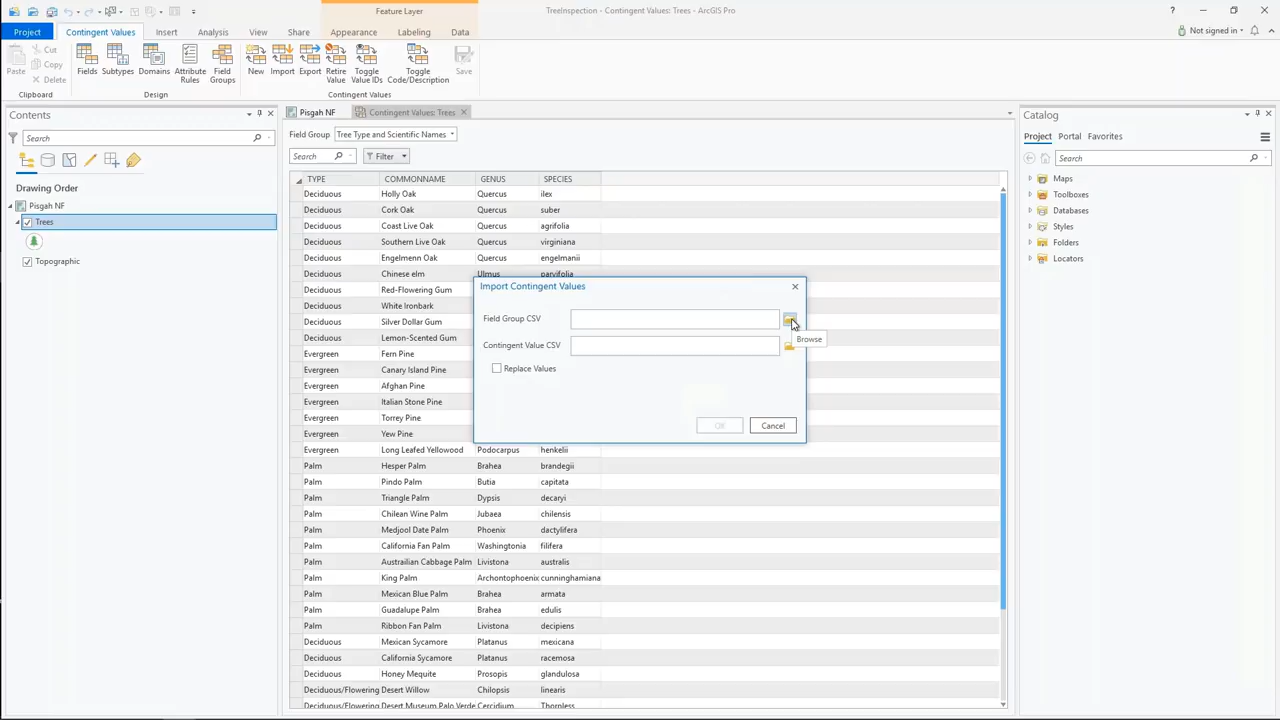 Feature Layer
TreeInspection - Contingent Values: Trees - ArcGIS Pro
Project Contingent Values Insert Analysis View Share Appearance Labeling Data
Not signed in
Paste Cut Copy Delete
Fields Subtypes Domains Attribute Rules Field Groups
New Import Export Retire Value Toggle Value IDs Toggle Code/Description Save
Clipboard Design Contingent Values
Contents
Search
Drawing Order
Pisgah NF
Trees
Topographic
Pisgah NF Contingent Values: Trees
Field Group Tree Type and Scientific Names
Search Filter
TYPE COMMONNAME GENUS SPECIES
Deciduous Holly Oak Quercus ilex
Deciduous Cork Oak Quercus suber
Deciduous Coast Live Oak Quercus agrifolia
Deciduous Southern Live Oak Quercus virginiana
Deciduous Engelmenn Oak Quercus engelmanii
Deciduous Chinese elm Ulmus parvifolia
Deciduous Red-Flowering Gum
Deciduous White Ironbark
Deciduous Silver Dollar Gum
Deciduous Lemon-Scented Gum
Evergreen Fern Pine
Evergreen Canary Island Pine
Evergreen Afghan Pine
Evergreen Italian Stone Pine
Evergreen Torrey Pine
Evergreen Yew Pine
Evergreen Long Leafed Yellowood Podocarpus henkelii
Palm Hesper Palm Brahea brandegii
Palm Pindo Palm Butia capitata
Palm Triangle Palm Dypsis decaryi
Palm Chilean Wine Palm Jubaea chilensis
Palm Medjool Date Palm Phoenix dactylifera
Palm California Fan Palm Washingtonia filifera
Palm Austrailian Cabbage Palm Livistona australis
Palm King Palm Archontophoenix cunninghamiana
Palm Mexican Blue Palm Brahea armata
Palm Guadalupe Palm Brahea edulis
Palm Ribbon Fan Palm Livistona decipiens
Deciduous Mexican Sycamore Platanus mexicana
Deciduous California Sycamore Platanus racemosa
Deciduous Honey Mequite Prosopis glandulosa
Deciduous/Flowering Desert Willow Chilopsis linearis
Deciduous/Flowering Desert Museum Palo Verde Cercidium Thornless
Import Contingent Values
Field Group CSV
Browse
Contingent Value CSV
Replace Values
OK Cancel
Catalog
Project Portal Favorites
Search
Maps
Toolboxes
Databases
Styles
Folders
Locators